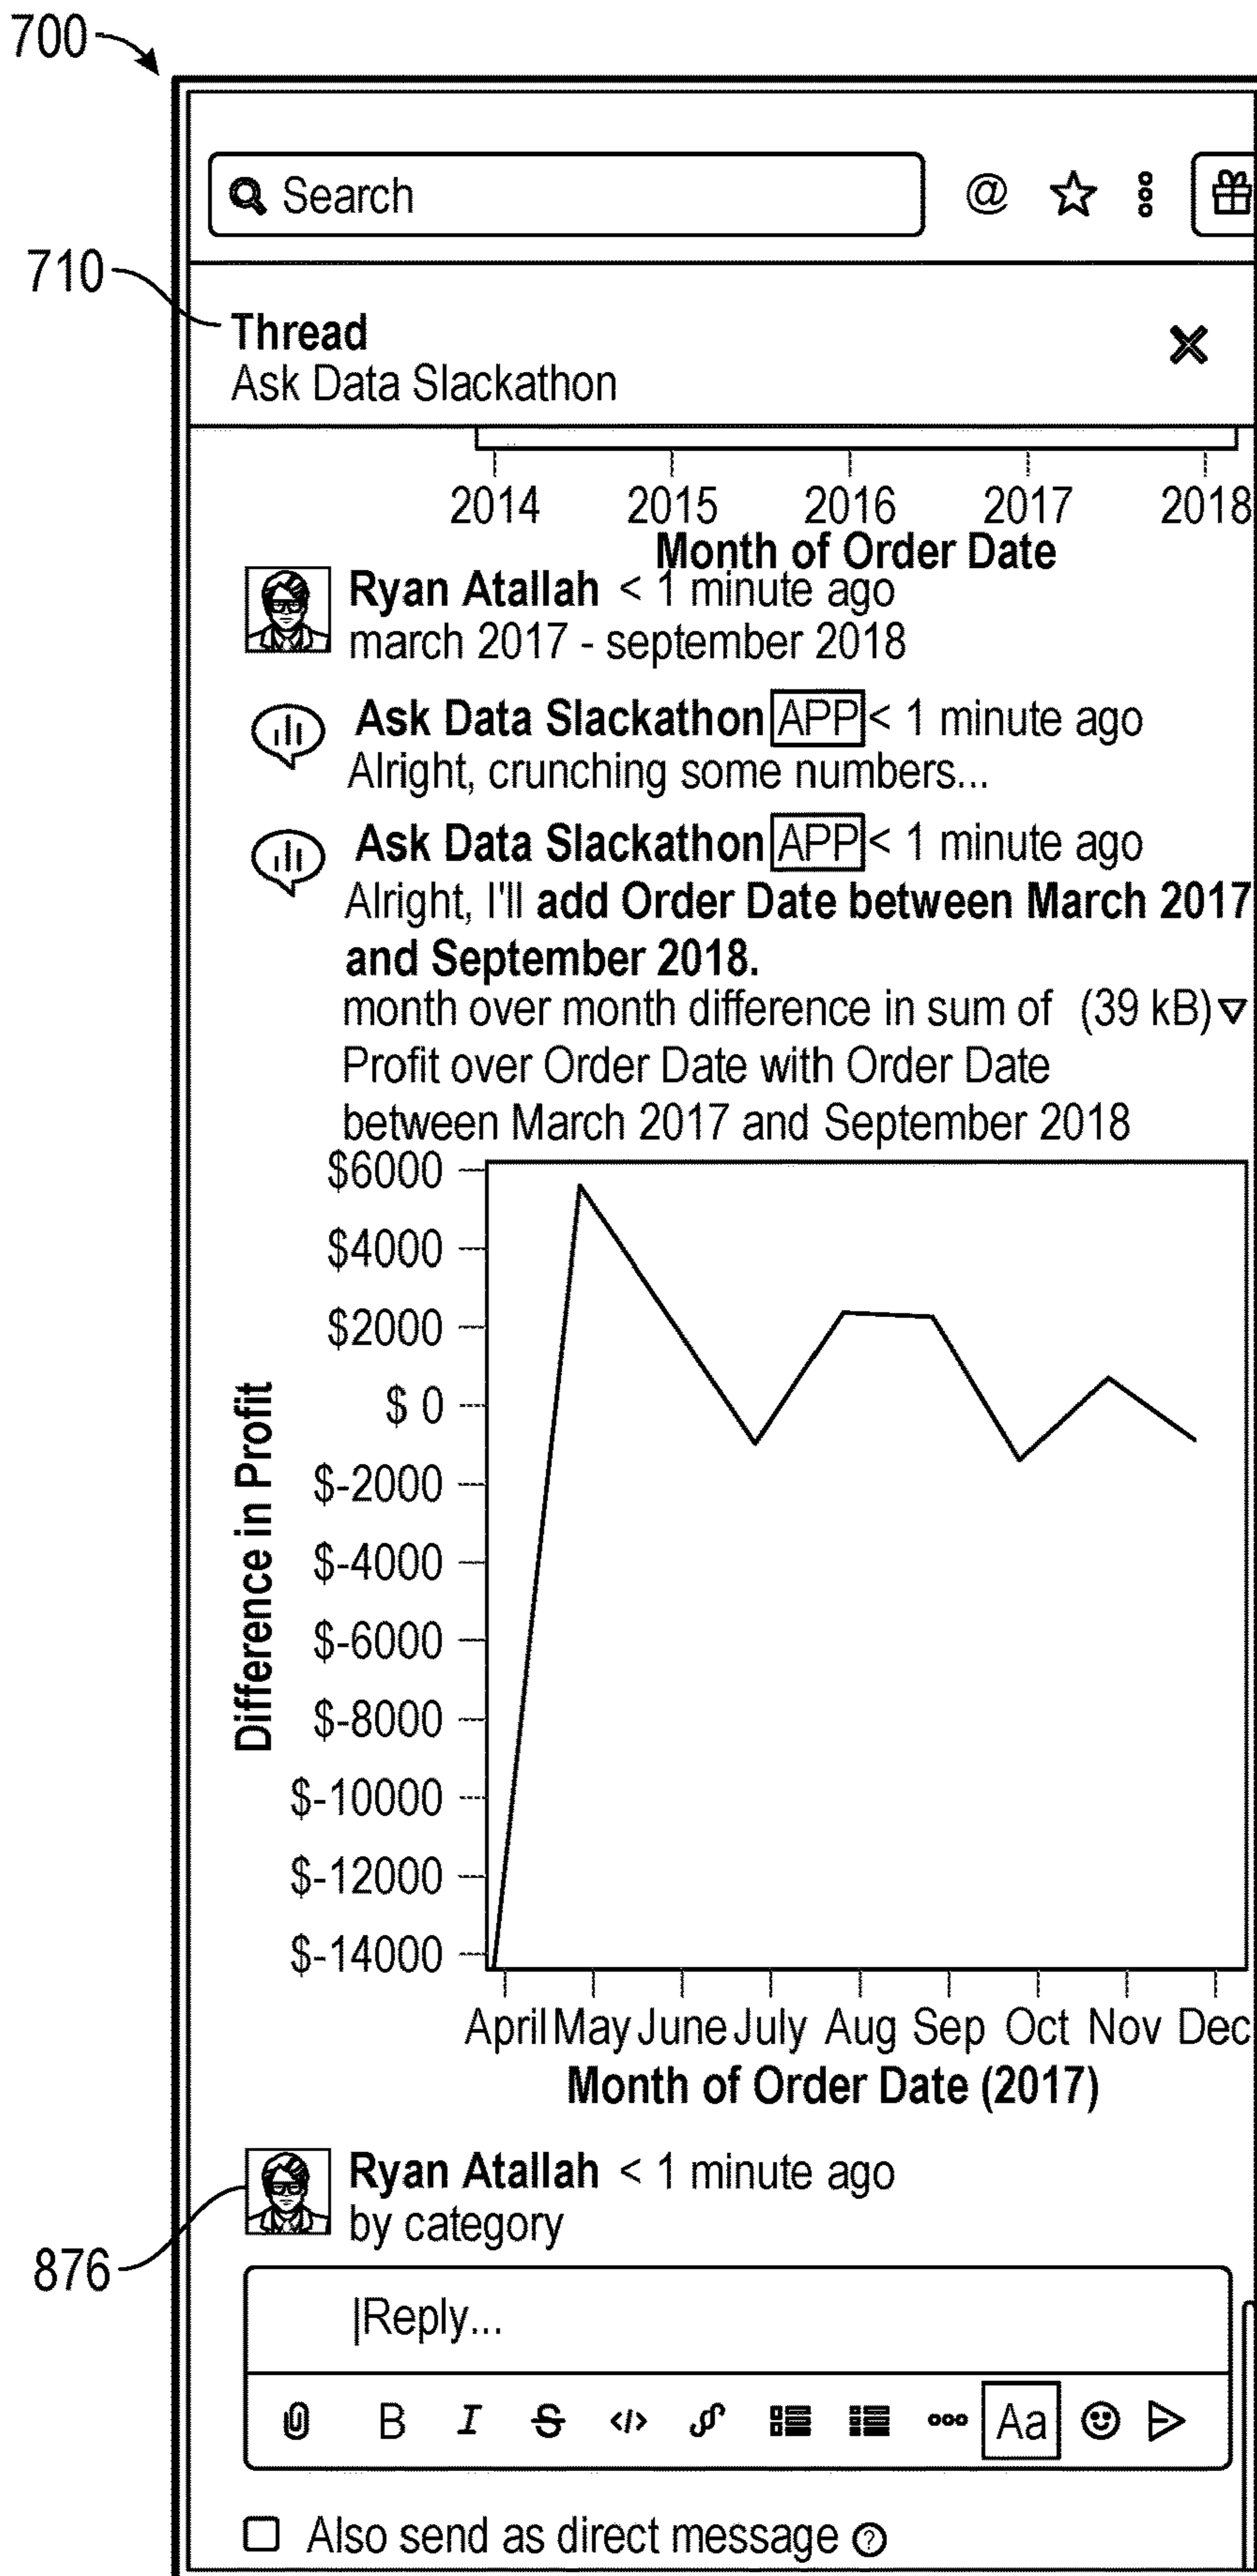 700
Search @
710
Thread
Ask Data Slackathon
2014 2015 2016 2017 2018
Month of Order Date
Ryan Atallah < 1 minute ago
march 2017 - september 2018
Ask Data Slackathon APP < 1 minute ago
Alright, crunching some numbers...
Ask Data Slackathon APP < 1 minute ago
Alright, I'll add Order Date between March 2017
and September 2018.
month over month difference in sum of (39 kB)
Profit over Order Date with Order Date
between March 2017 and September 2018
$6000
$4000
$2000
$ 0
$-2000
$-4000
$-6000
$-8000
$-10000
$-12000
$-14000
Difference in Profit
April May June July Aug Sep Oct Nov Dec
Month of Order Date (2017)
Ryan Atallah < 1 minute ago
by category
876
Reply...
B I S </> Aa
Also send as direct message ?